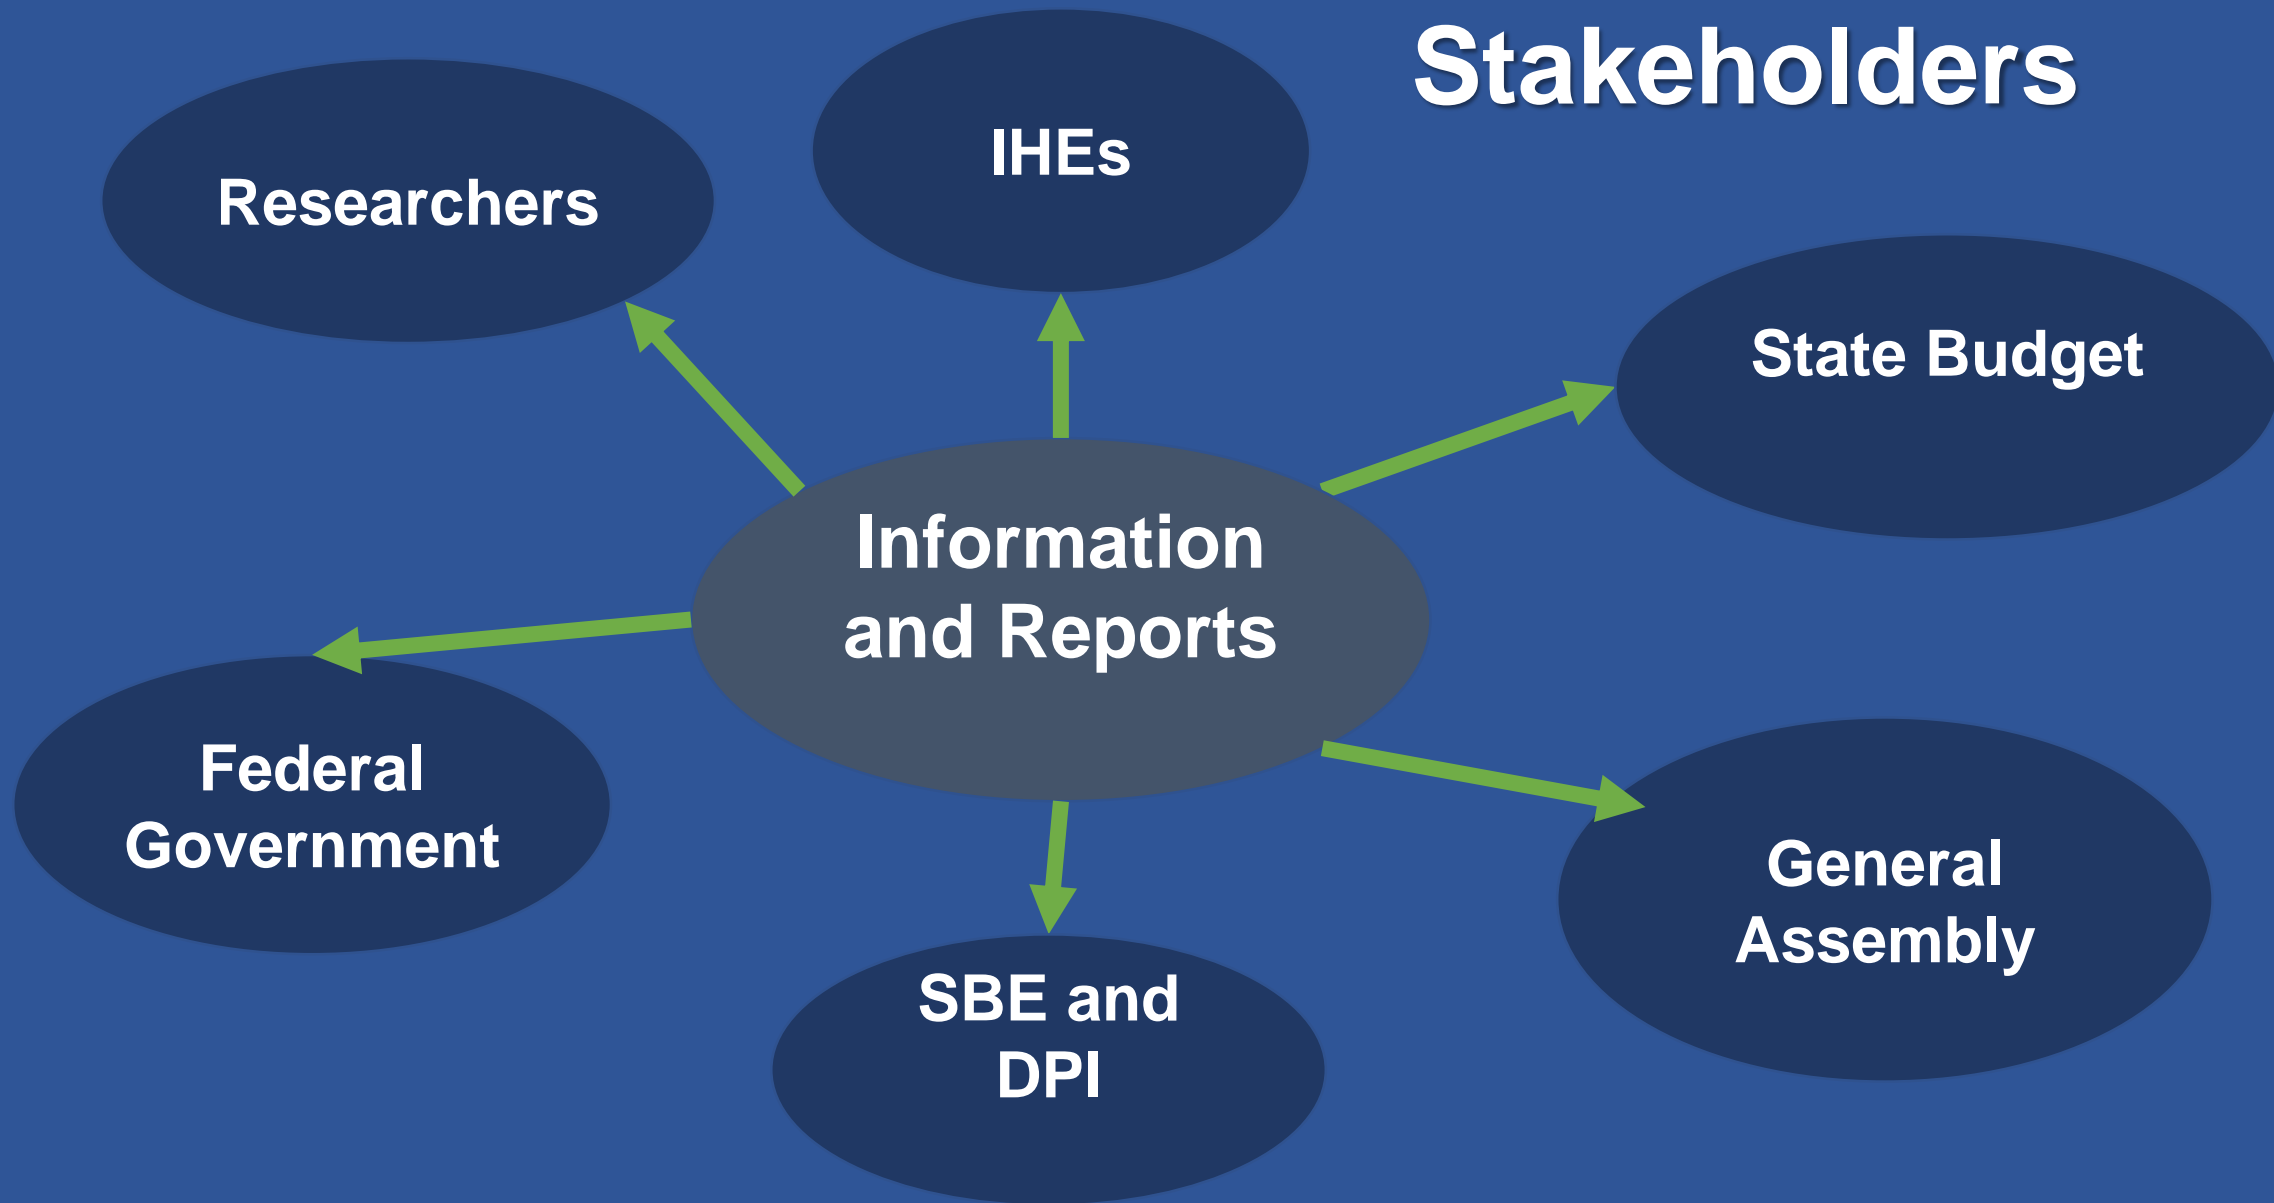 Stakeholders
Researchers
IHEs
State Budget
Information
and Reports
Federal
Government
General
Assembly
SBE and
DPI